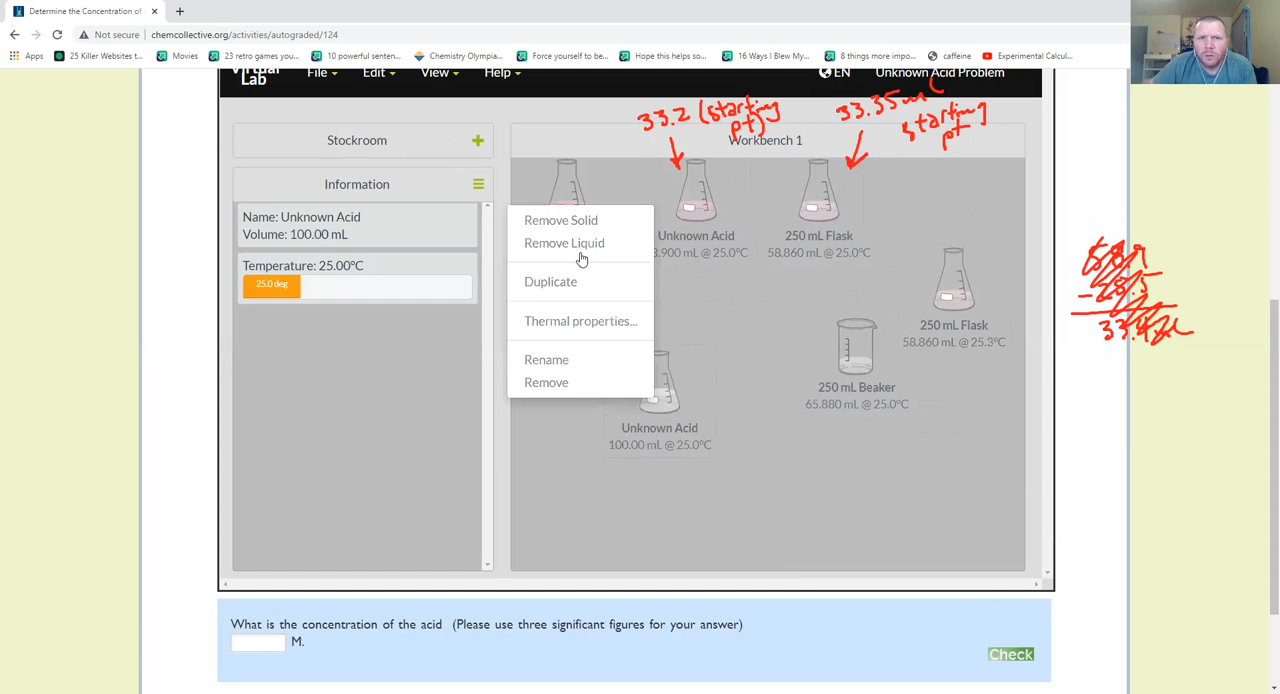 Determine the Concentration of
Not secure | chemcollective.org/activities/autograded/124
Apps 25 Killer Websites t... Movies 23 retro games you... 10 powerful senten... Chemistry Olympia... Force yourself to be... Hope this helps so... 16 Ways I Blew My... 8 things more impo... caffeine Experimental Calcul
Virtual Lab File Edit View Help EN Unknown Acid Problem
33.2 (starting pt)
33.35 mL starting pt
Stockroom
Workbench 1
Information
Name: Unknown Acid
Volume: 100.00 mL
Temperature: 25.00°C
25.0 deg
Remove Solid
Remove Liquid
Duplicate
Thermal properties...
Rename
Remove
Unknown Acid
8.900 mL @ 25.0°C
250 mL Flask
58.860 mL @ 25.0°C
250 mL Flask
58.860 mL @ 25.3°C
250 mL Beaker
65.880 mL @ 25.0°C
Unknown Acid
100.00 mL @ 25.0°C
What is the concentration of the acid (Please use three significant figures for your answer)
M.
Check